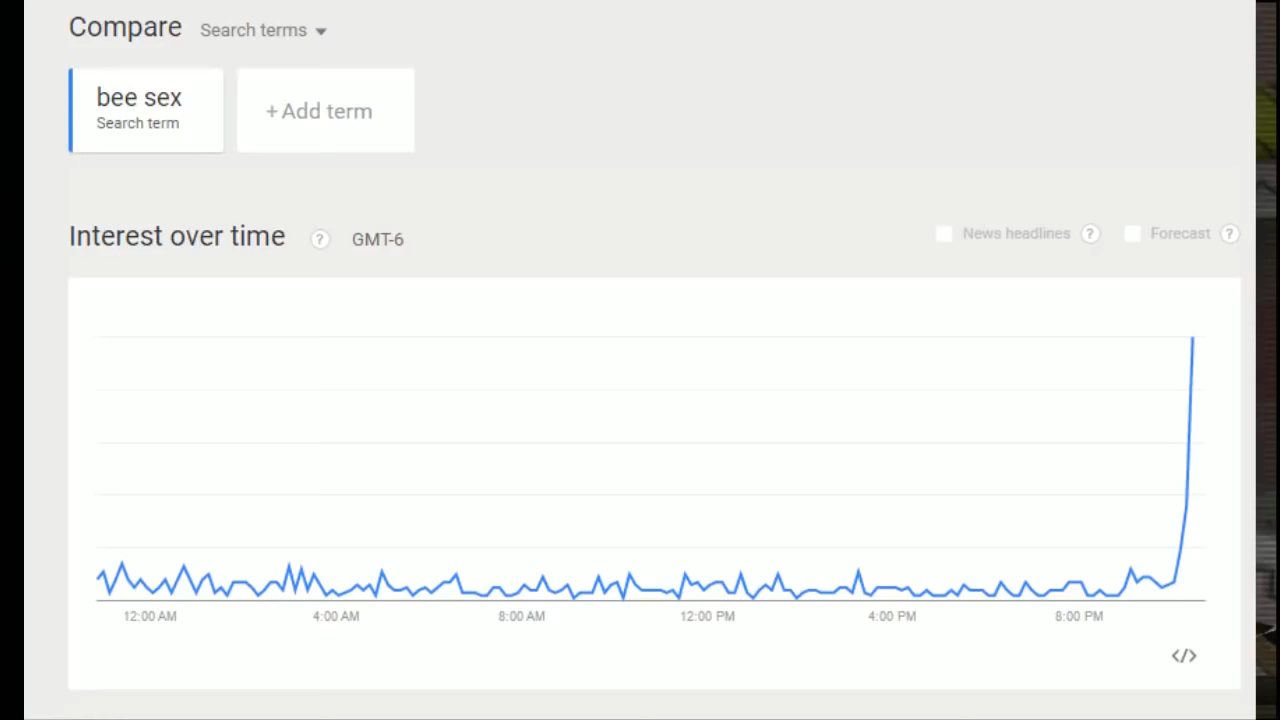 Compare Search terms
bee sex
Search term
+ Add term
Interest over time ? GMT-6 News headlines ? Forecast ?
12:00 AM 4:00 AM 8:00 AM 12:00 PM 4:00 PM 8:00 PM
</>